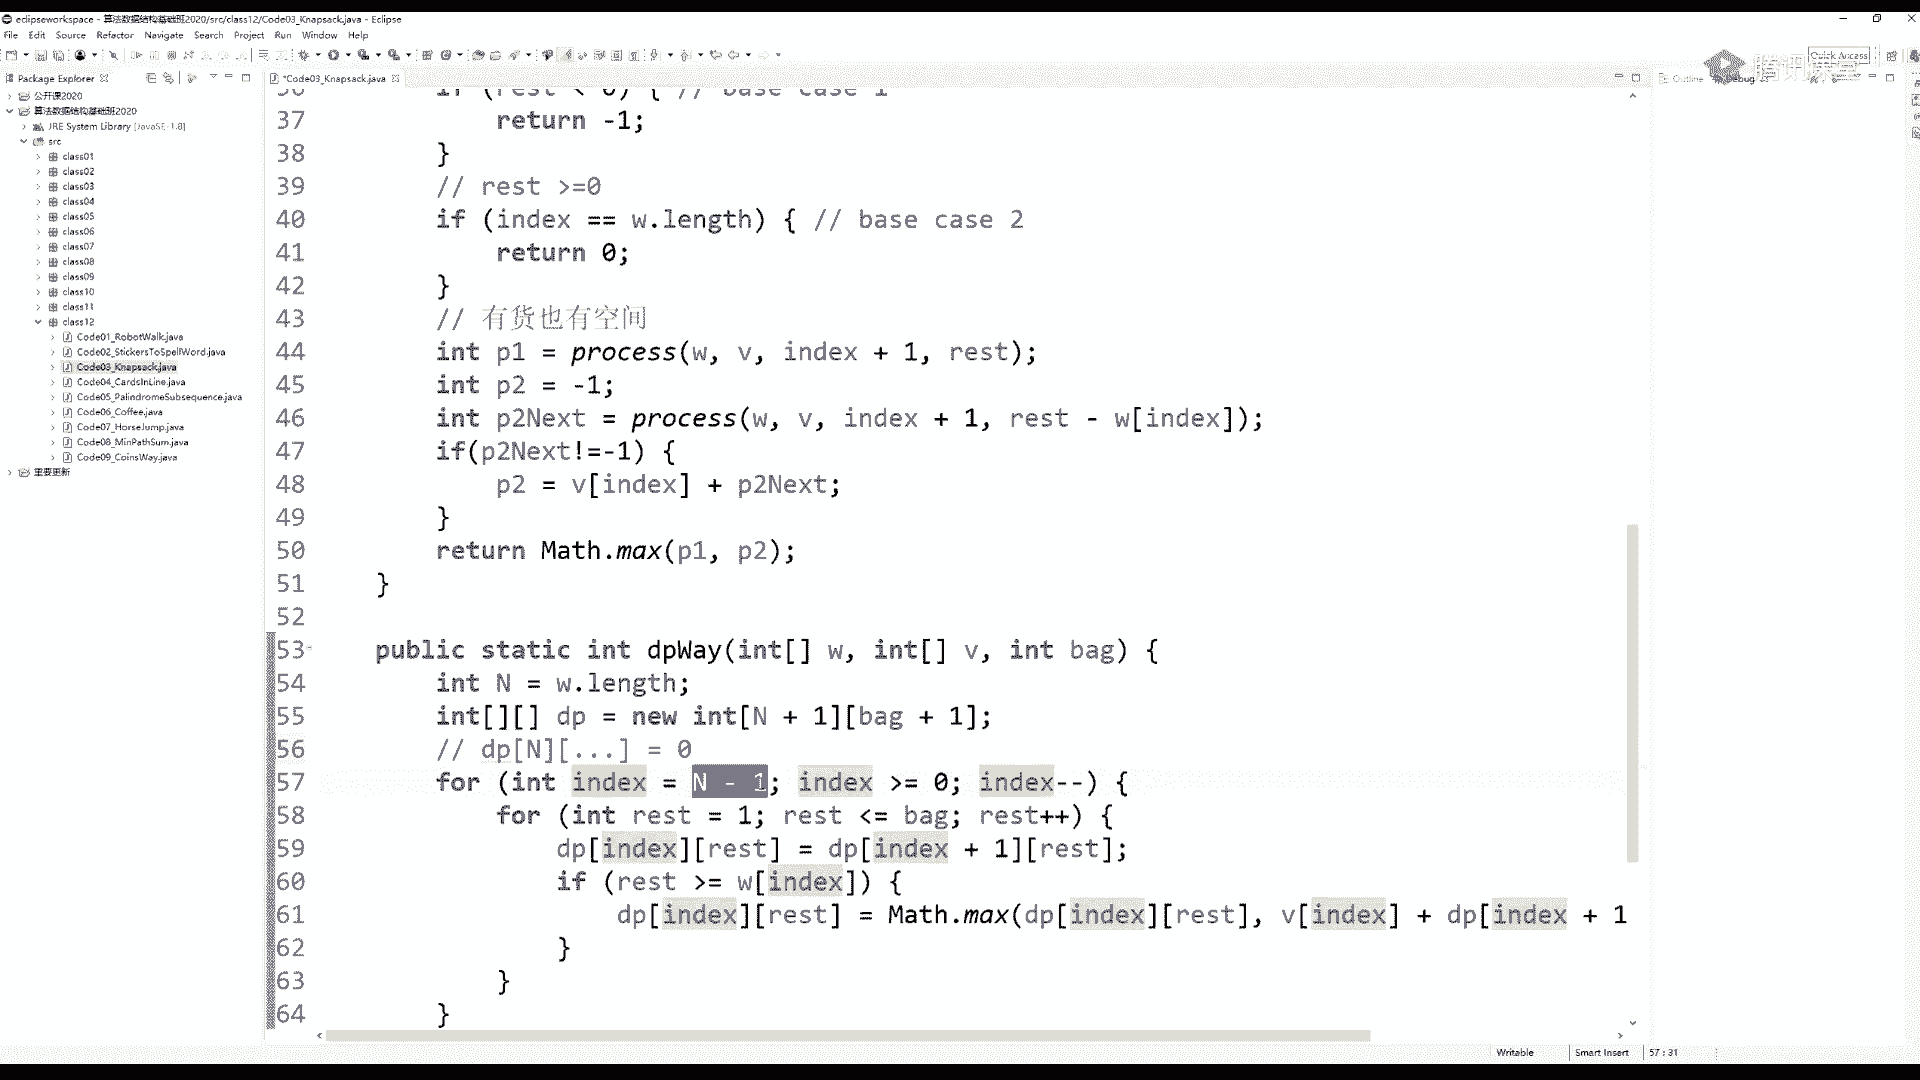 eclipseworkspace - 算法数据结构基础班2020/src/class12/Code03_Knapsack.java - Eclipse
File Edit Source Refactor Navigate Search Project Run Window Help
Quick Access
腾讯课堂
Package Explorer
*Code03_Knapsack.java
Outline
Debug
公开课2020
算法数据结构基础班2020
JRE System Library [JavaSE-1.8]
src
class01
class02
class03
class04
class05
class06
class07
class08
class09
class10
class11
class12
Code01_RobotWalk.java
Code02_StickersToSpellWord.java
Code03_Knapsack.java
Code04_CardsInLine.java
Code05_PalindromeSubsequence.java
Code06_Coffee.java
Code07_HorseJump.java
Code08_MinPathSum.java
Code09_CoinsWay.java
重要更新
36 if (rest < 0) { // base case 1
37 return -1;
38 }
39 // rest >=0
40 if (index == w.length) { // base case 2
41 return 0;
42 }
43 // 有货也有空间
44 int p1 = process(w, v, index + 1, rest);
45 int p2 = -1;
46 int p2Next = process(w, v, index + 1, rest - w[index]);
47 if(p2Next!=-1) {
48 p2 = v[index] + p2Next;
49 }
50 return Math.max(p1, p2);
51 }
52
53 public static int dpWay(int[] w, int[] v, int bag) {
54 int N = w.length;
55 int[][] dp = new int[N + 1][bag + 1];
56 // dp[N][...] = 0
57 for (int index = N - 1; index >= 0; index--) {
58 for (int rest = 1; rest <= bag; rest++) {
59 dp[index][rest] = dp[index + 1][rest];
60 if (rest >= w[index]) {
61 dp[index][rest] = Math.max(dp[index][rest], v[index] + dp[index + 1
62 }
63 }
64 }
Writable Smart Insert 57 : 31